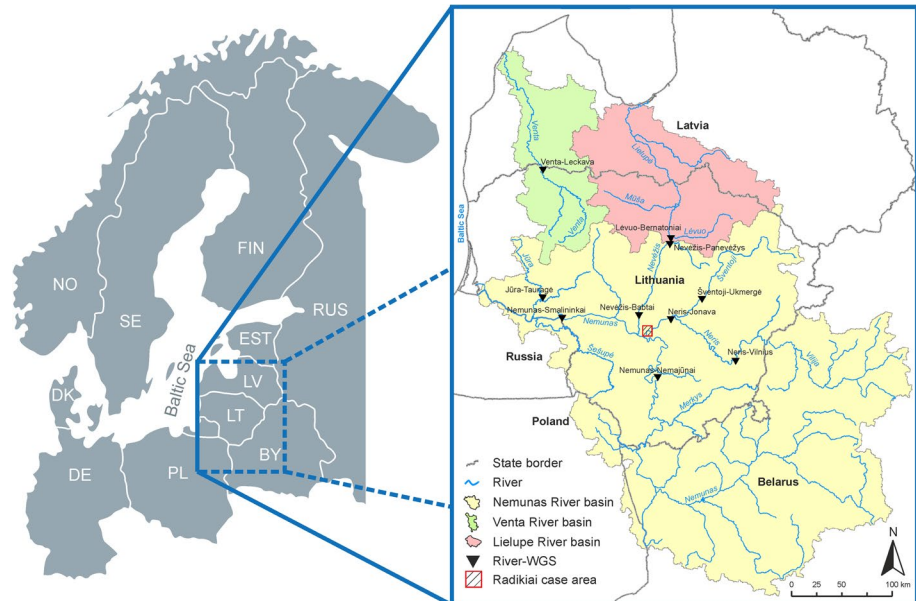 NO
SE
FIN
RUS
EST
LV
LT
BY
DK
DE
PL
Baltic Sea
Baltic Sea
Latvia
Venta
Lielupė
Venta-Leckava
Mūša
Venta
Lėvuo-Bernatoniai
Lėvuo
Nevėžis-Panevėžys
Nevėžis
Šventoji
Jūra
Lithuania
Jūra-Tauragė
Šventoji-Ukmergė
Nemunas-Smalininkai
Nevėžis-Babtai
Neris-Jonava
Nemunas
Neris
Šešupė
Neris-Vilnius
Vilija
Russia
Nemunas-Nemajūnai
Merkys
Poland
Belarus
Nemunas
State border
River
Nemunas River basin
Venta River basin
Lielupe River basin
River-WGS
Radikiai case area
N
0 25 50 100 km